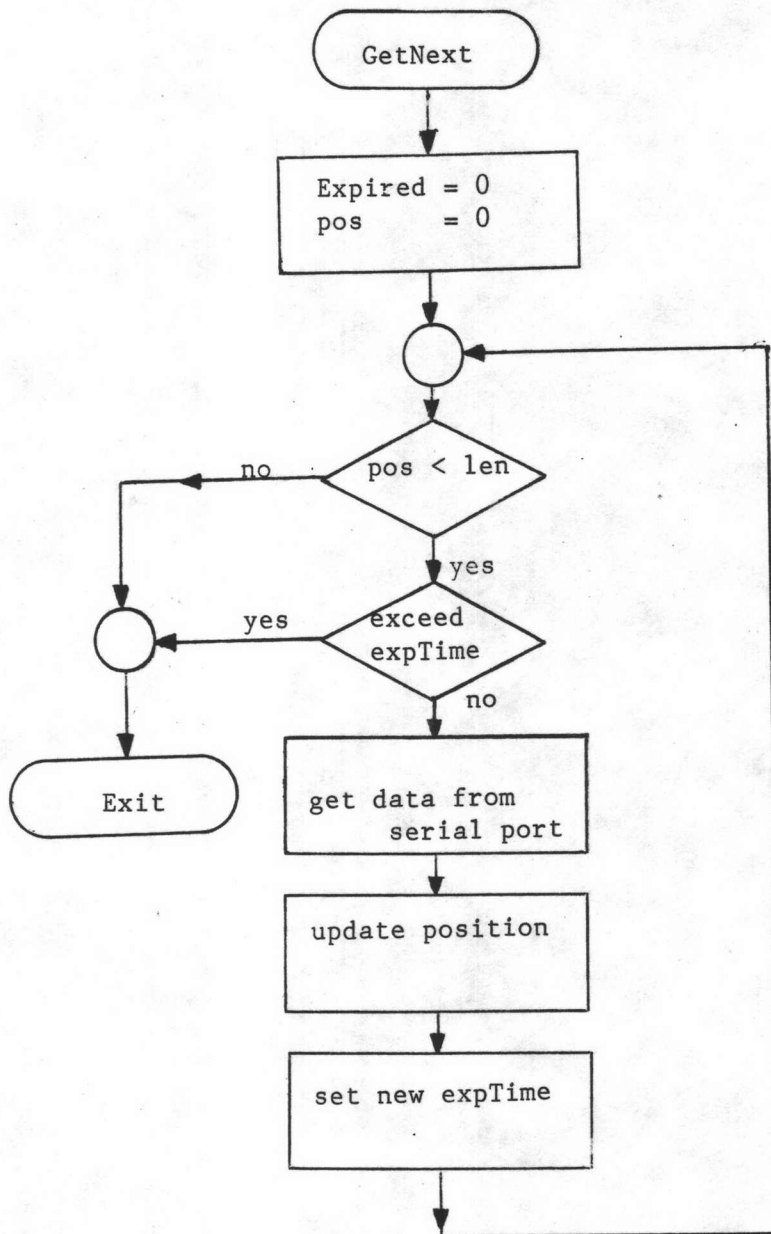 GetNext
Expired = 0
pos = 0
pos < len
no
yes
exceed
expTime
yes
no
Exit
get data from
serial port
update position
set new expTime